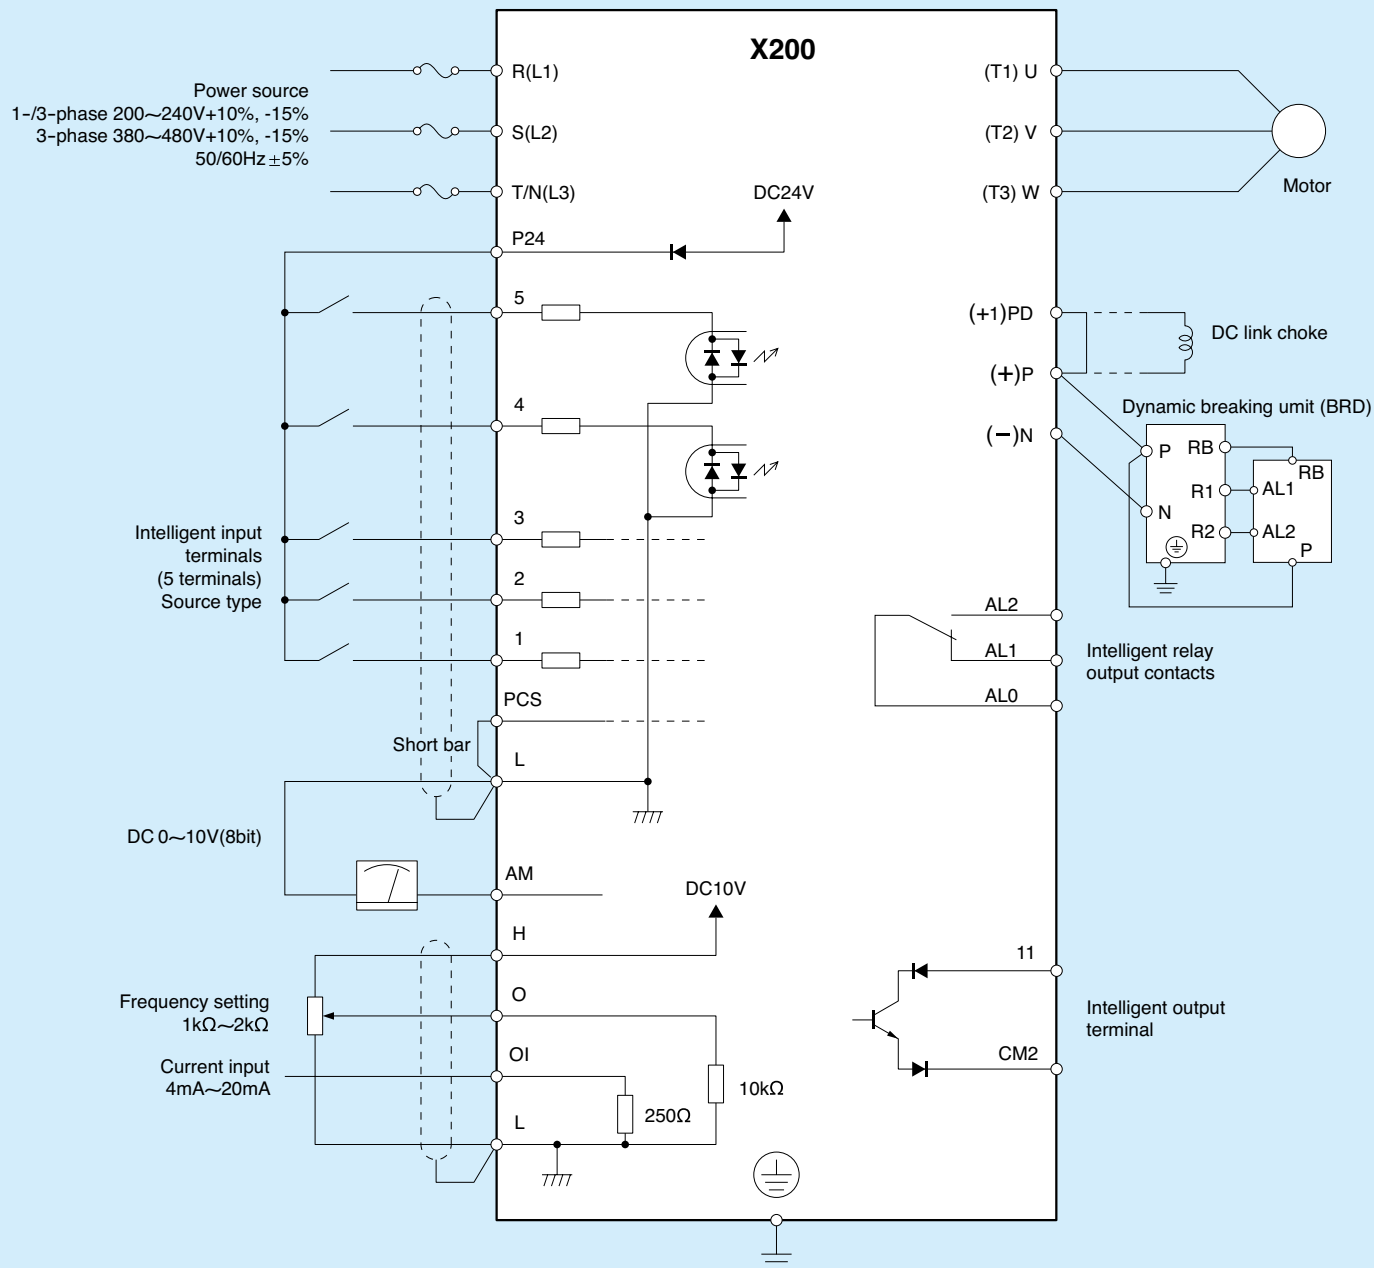 X200
Power source
1-/3-phase 200～240V+10%, -15%
3-phase 380～480V+10%, -15%
50/60Hz ±5%
R(L1)
S(L2)
T/N(L3)
P24
DC24V
5
4
3
2
1
Intelligent input
terminals
(5 terminals)
Source type
PCS
Short bar
L
DC 0～10V(8bit)
AM
H
DC10V
O
Frequency setting
1kΩ～2kΩ
OI
Current input
4mA～20mA
L
250Ω
10kΩ
(T1) U
(T2) V
(T3) W
Motor
(+1)PD
(+)P
(−)N
DC link choke
Dynamic breaking umit (BRD)
P
RB
RB
R1
AL1
N
R2
AL2
P
AL2
AL1
AL0
Intelligent relay
output contacts
11
CM2
Intelligent output
terminal